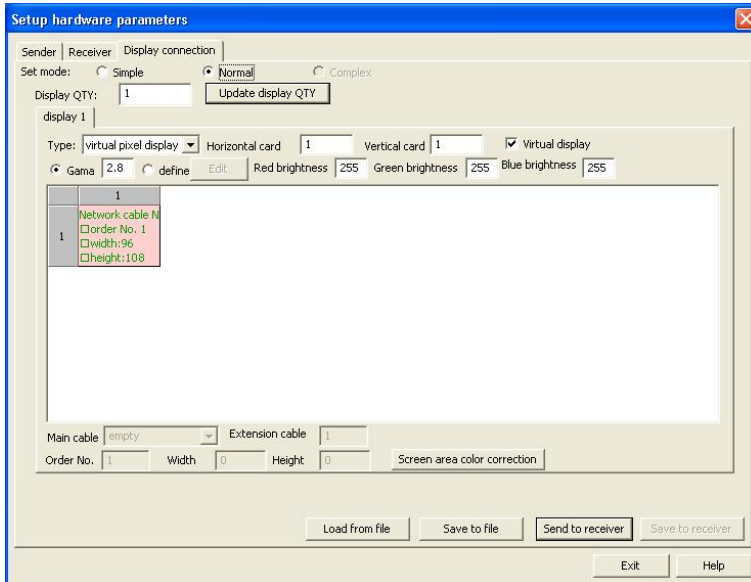 Setup hardware parameters
Sender Receiver Display connection
Set mode: Simple Normal Complex
Display QTY: 1 Update display QTY
display 1
Type: virtual pixel display Horizontal card 1 Vertical card 1 Virtual display
Gama 2.8 define Edit Red brightness 255 Green brightness 255 Blue brightness 255
1
Network cable N
1 □order No. 1
□width:96
□height:108
Main cable empty Extension cable 1
Order No. 1 Width 0 Height 0 Screen area color correction
Load from file Save to file Send to receiver Save to receiver
Exit Help